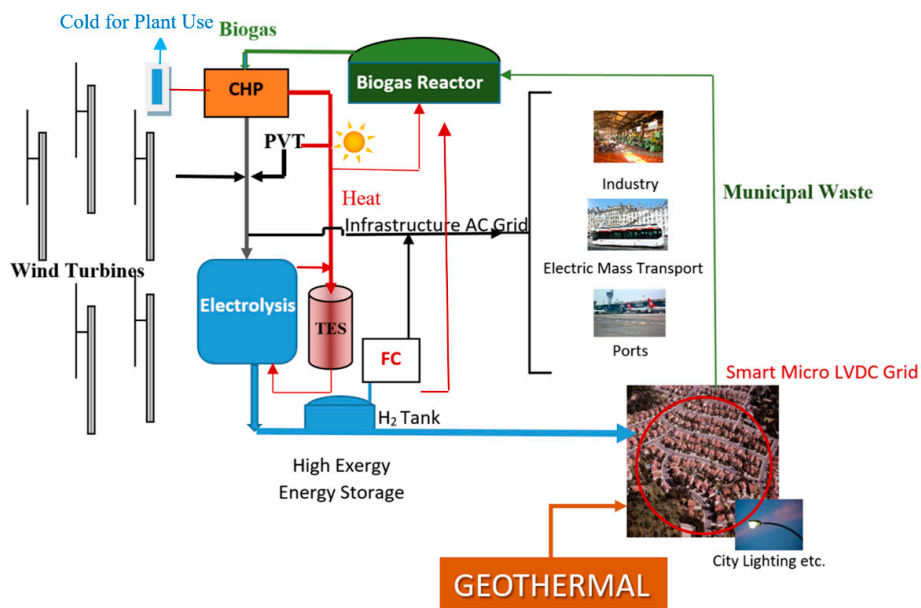 Cold for Plant Use
Biogas
CHP
Biogas Reactor
PVT
Heat
Industry
Municipal Waste
Infrastructure AC Grid
Wind Turbines
Electric Mass Transport
Electrolysis
TES
FC
Ports
Smart Micro LVDC Grid
H₂ Tank
High Exergy
Energy Storage
City Lighting etc.
GEOTHERMAL